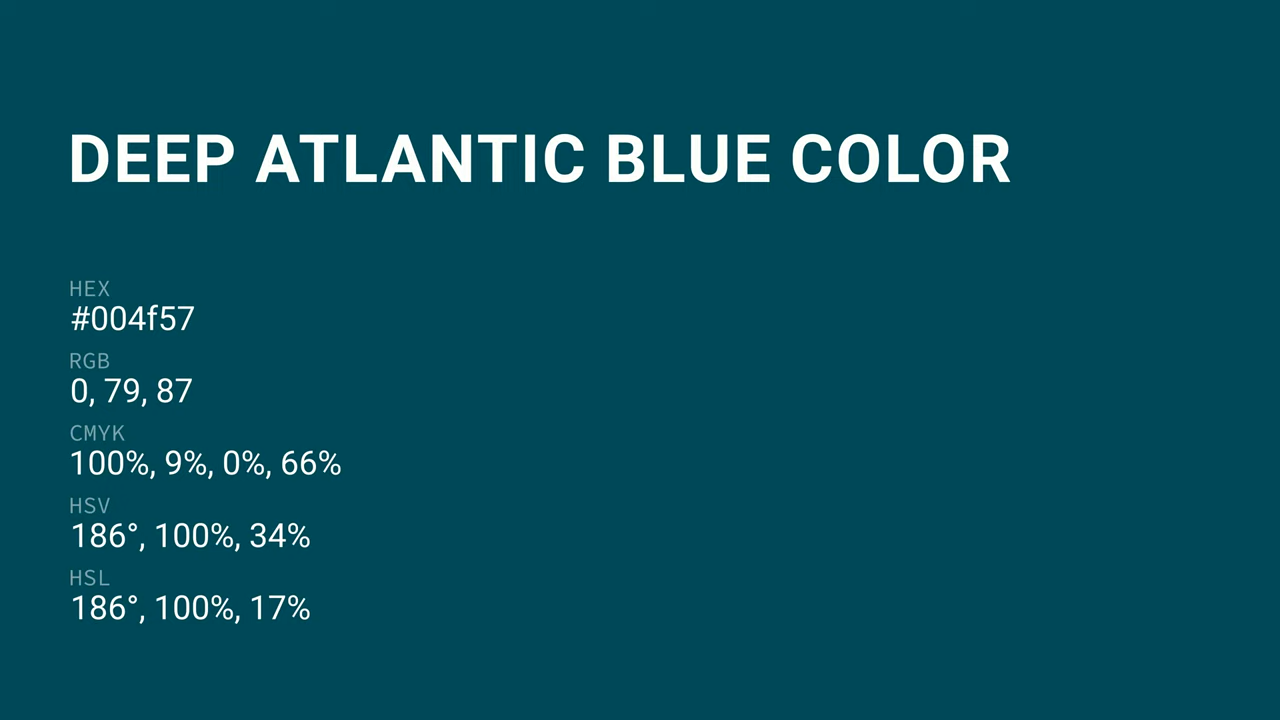 DEEP ATLANTIC BLUE COLOR
HEX
#004f57
RGB
0, 79, 87
CMYK
100%, 9%, 0%, 66%
HSV
186°, 100%, 34%
HSL
186°, 100%, 17%